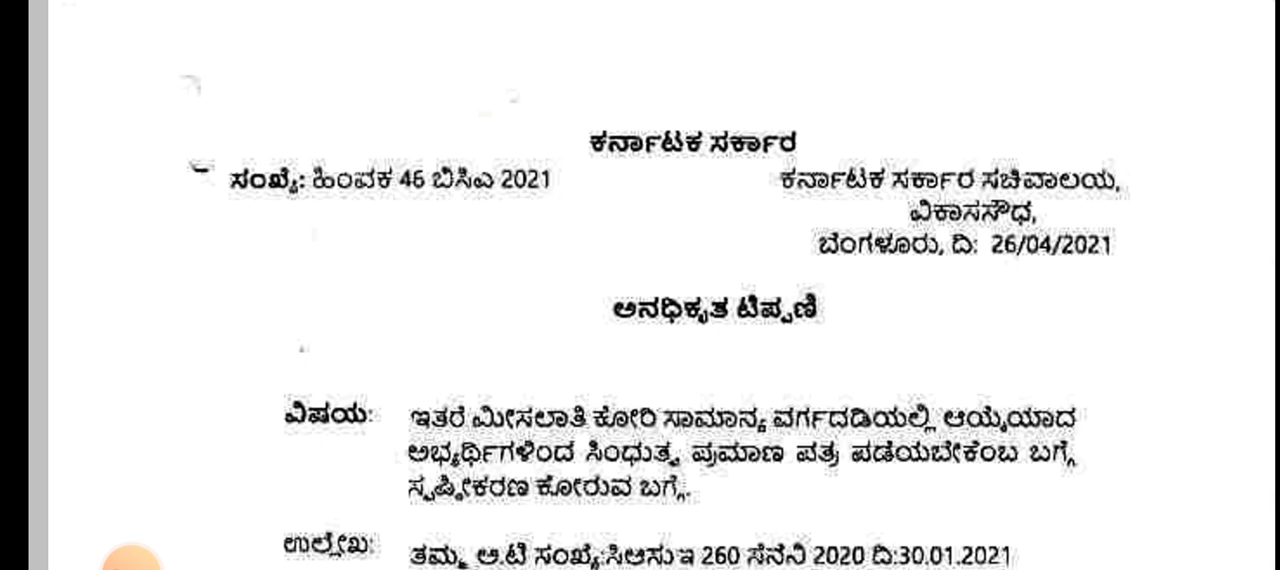 ಕರ್ನಾಟಕ ಸರ್ಕಾರ
ಸಂಖ್ಯೆ: ಹಿಂವಕ 46 ಬಿಸಿಎ 2021
ಕರ್ನಾಟಕ ಸರ್ಕಾರ ಸಚಿವಾಲಯ,
ವಿಕಾಸಸೌಧ,
ಬೆಂಗಳೂರು, ದಿ: 26/04/2021
ಅನಧಿಕೃತ ಟಿಪ್ಪಣಿ
ವಿಷಯ: ಇತರೆ ಮೀಸಲಾತಿ ಕೋರಿ ಸಾಮಾನ್ಯ ವರ್ಗದಡಿಯಲ್ಲಿ ಆಯ್ಕೆಯಾದ
ಅಭ್ಯರ್ಥಿಗಳಿಂದ ಸಿಂಧುತ್ವ ಪ್ರಮಾಣ ಪತ್ರ ಪಡೆಯಬೇಕೆಂಬ ಬಗ್ಗೆ
ಸ್ಪಷ್ಟೀಕರಣ ಕೋರುವ ಬಗ್ಗೆ.
ಉಲ್ಲೇಖ: ತಮ್ಮ ಅ.ಟಿ ಸಂಖ್ಯೆ:ಸಿಆಸುಇ 260 ಸೆನೆನಿ 2020 ದಿ:30.01.2021